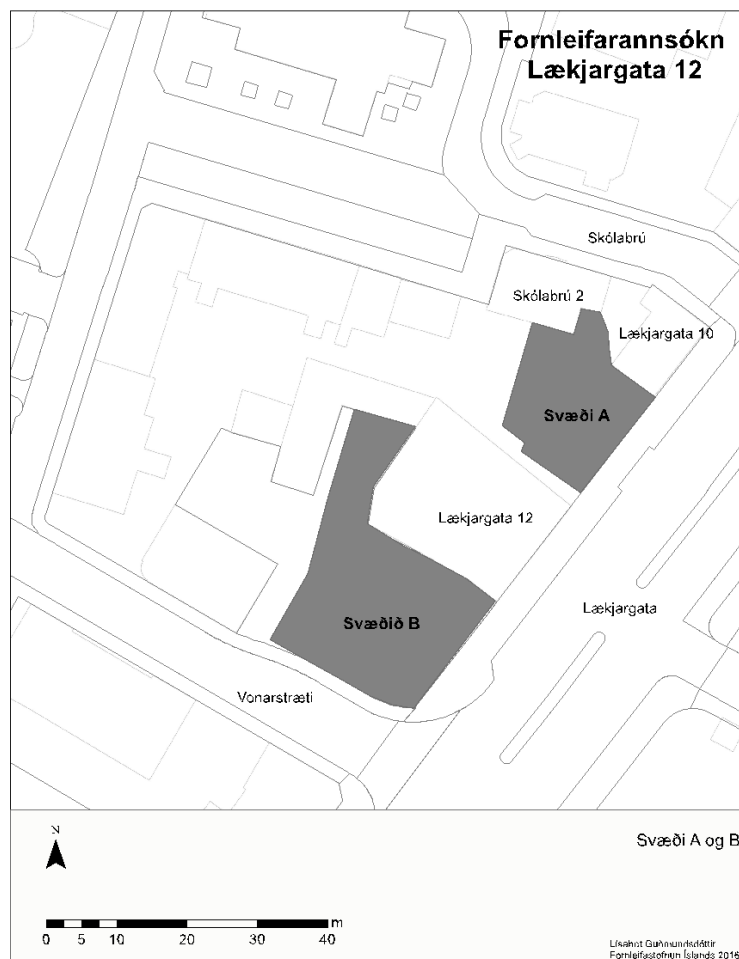 Fornleifarannsókn
Lækjargata 12
Skólabrú
Skólabrú 2
Lækjargata 10
Svæði A
Lækjargata 12
Lækjargata
Svæðið B
Vonarstræti
N
Svæði A og B
m
0 5 10 20 30 40
Lísabet Guðmundsdóttir
Fornleifastofnun Íslands 2016